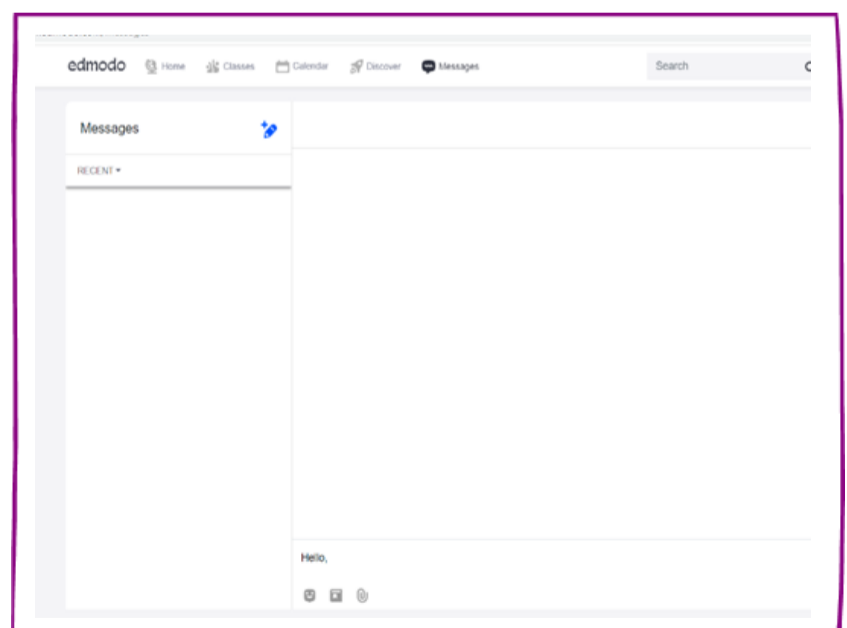 edmodo Home Classes Calendar Discover Messages Search
Messages
RECENT
Hello,